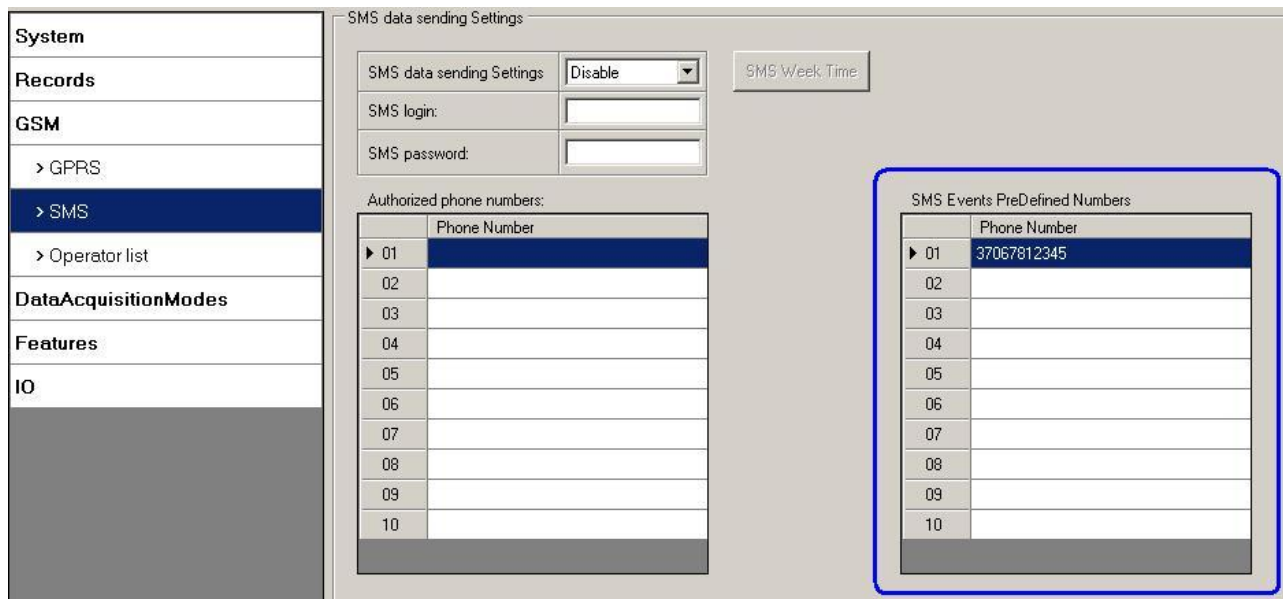 System
Records
GSM
> GPRS
> SMS
> Operator list
DataAcquisitionModes
Features
IO
SMS data sending Settings
SMS data sending Settings Disable SMS Week Time
SMS login:
SMS password:
Authorized phone numbers:
Phone Number
01
02
03
04
05
06
07
08
09
10
SMS Events PreDefined Numbers
Phone Number
01 37067812345
02
03
04
05
06
07
08
09
10